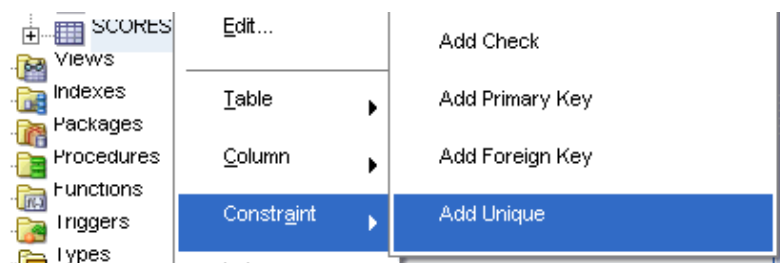 SCORES
Views
Indexes
Packages
Procedures
Functions
Triggers
Types
Edit...
Table
Column
Constraint
Add Check
Add Primary Key
Add Foreign Key
Add Unique